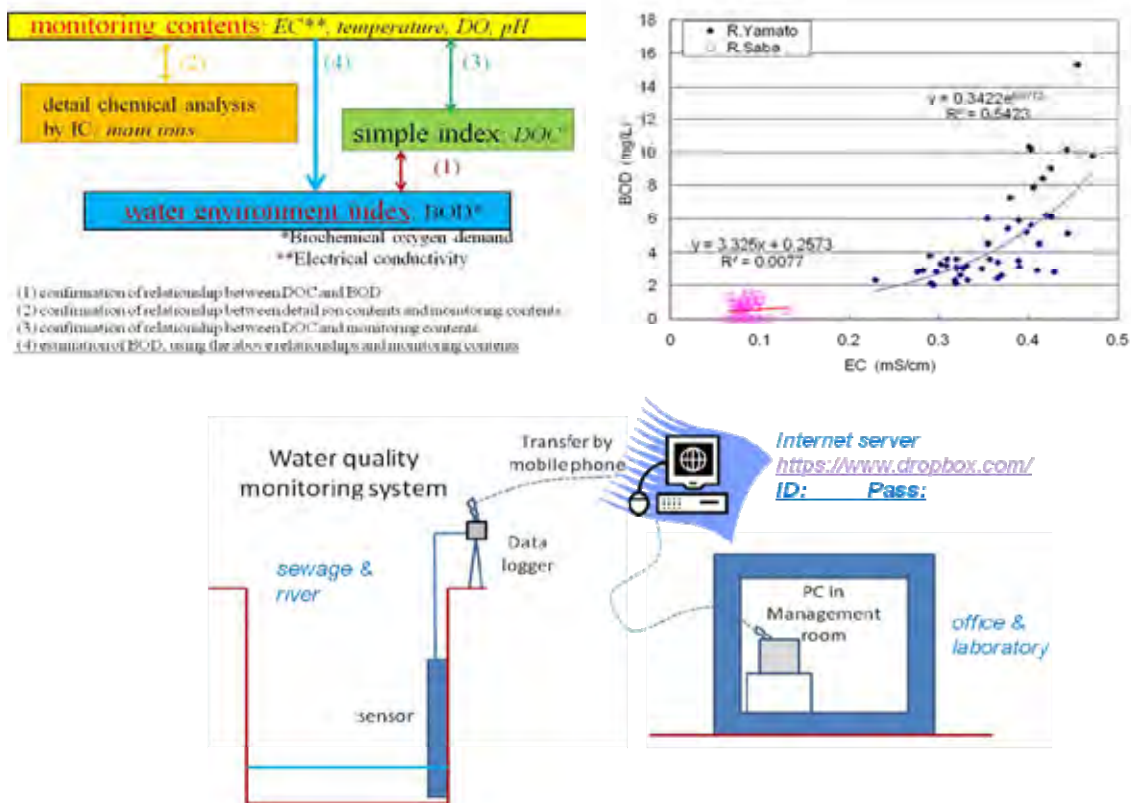 monitoring contents: EC**, temperature, DO, pH
(2)
(4)
(3)
detail chemical analysis
by IC: main ions
simple index: DOC
(1)
water environment index: BOD*
*Biochemical oxygen demand
**Electrical conductivity
(1) confirmation of relationship between DOC and BOD
(2) confirmation of relationship between detail ion contents and monitoring contents
(3) confirmation of relationship between DOC and monitoring contents
(4) estimation of BOD, using the above relationships and monitoring contents
R.Yamato
R.Saba
y = 0.3422e
R² = 0.5423
y = 3.325x + 0.2573
R² = 0.0077
BOD (mg/L)
18
16
14
12
10
8
6
4
2
0
0
0.1
0.2
0.3
0.4
0.5
EC (mS/cm)
Water quality
monitoring system
Transfer by
mobile phone
Internet server
https://www.dropbox.com/
ID: Pass:
Data
logger
sewage &
river
sensor
PC in
Management
room
office &
laboratory